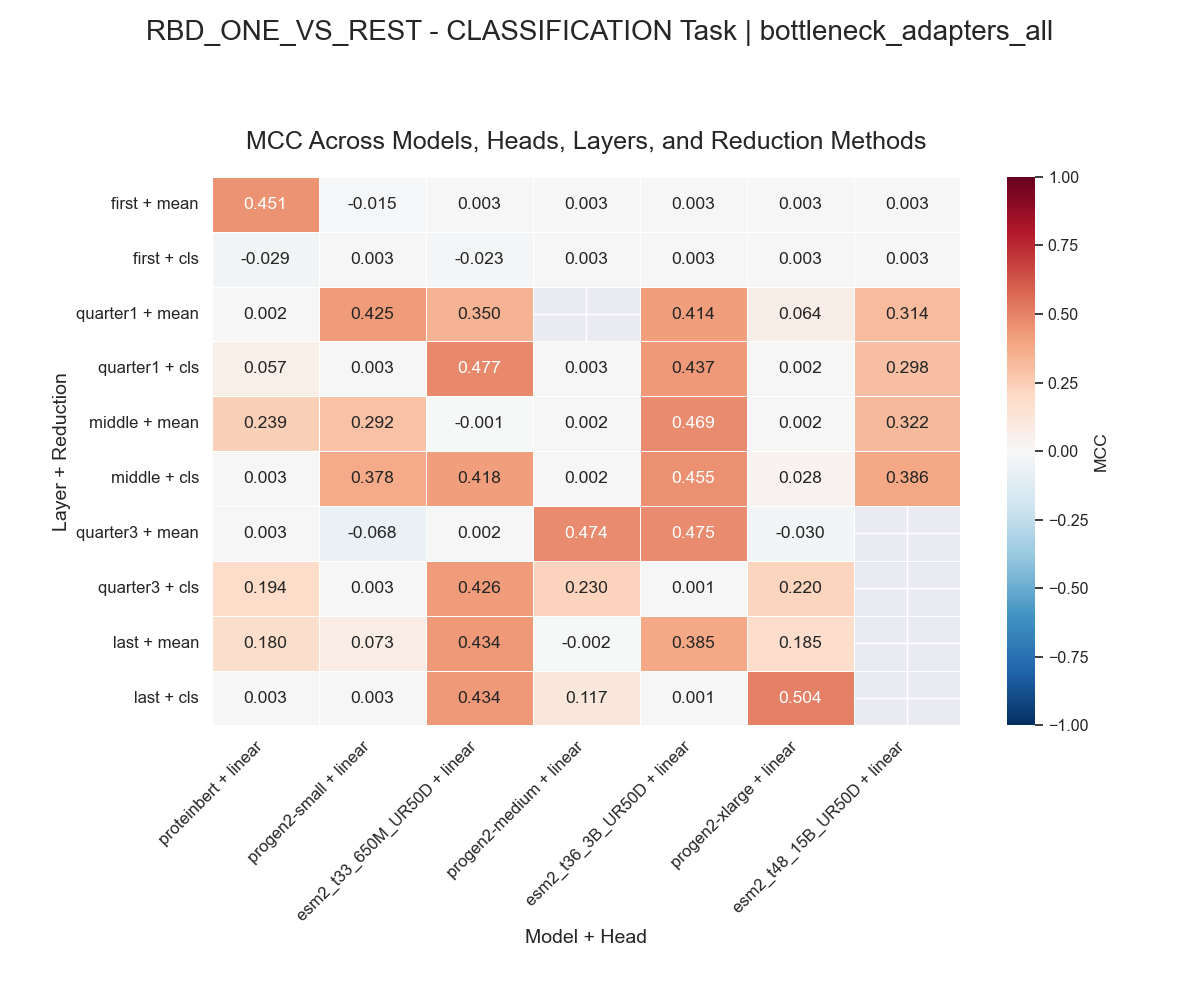 RBD_ONE_VS_REST - CLASSIFICATION Task | bottleneck_adapters_all
MCC Across Models, Heads, Layers, and Reduction Methods
Layer + Reduction
first + mean 0.451 -0.015 0.003 0.003 0.003 0.003 0.003
first + cls -0.029 0.003 -0.023 0.003 0.003 0.003 0.003
quarter1 + mean 0.002 0.425 0.350 0.414 0.064 0.314
quarter1 + cls 0.057 0.003 0.477 0.003 0.437 0.002 0.298
middle + mean 0.239 0.292 -0.001 0.002 0.469 0.002 0.322
middle + cls 0.003 0.378 0.418 0.002 0.455 0.028 0.386
quarter3 + mean 0.003 -0.068 0.002 0.474 0.475 -0.030
quarter3 + cls 0.194 0.003 0.426 0.230 0.001 0.220
last + mean 0.180 0.073 0.434 -0.002 0.385 0.185
last + cls 0.003 0.003 0.434 0.117 0.001 0.504
proteinbert + linear
progen2-small + linear
esm2_t33_650M_UR50D + linear
progen2-medium + linear
esm2_t36_3B_UR50D + linear
progen2-xlarge + linear
esm2_t48_15B_UR50D + linear
Model + Head
1.00
0.75
0.50
0.25
0.00
−0.25
−0.50
−0.75
−1.00
MCC